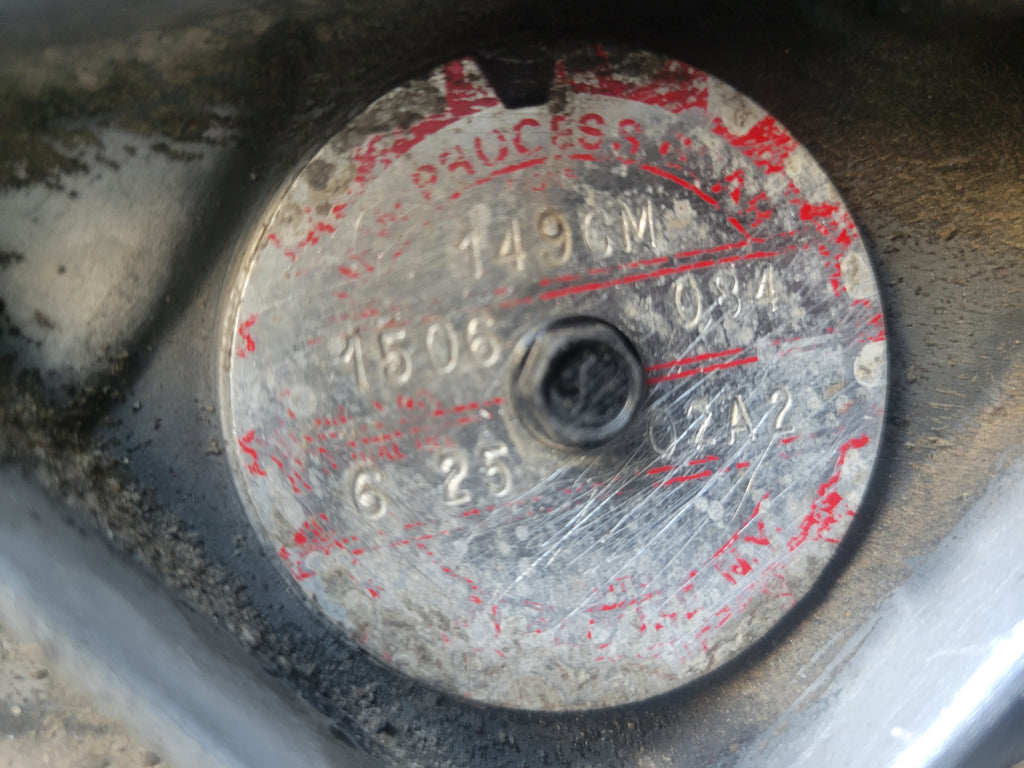 PROCESS
149CM
1506 084
6 25 02A2
N.Y.